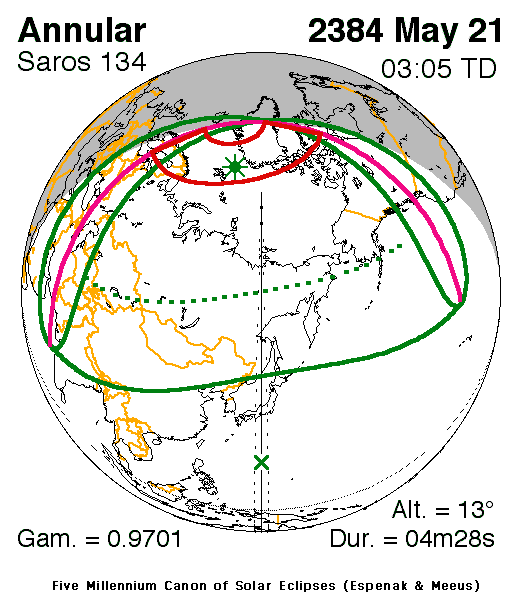 Annular 2384 May 21
Saros 134 03:05 TD
Alt. = 13°
Gam. = 0.9701 Dur. = 04m28s
Five Millennium Canon of Solar Eclipses (Espenak & Meeus)